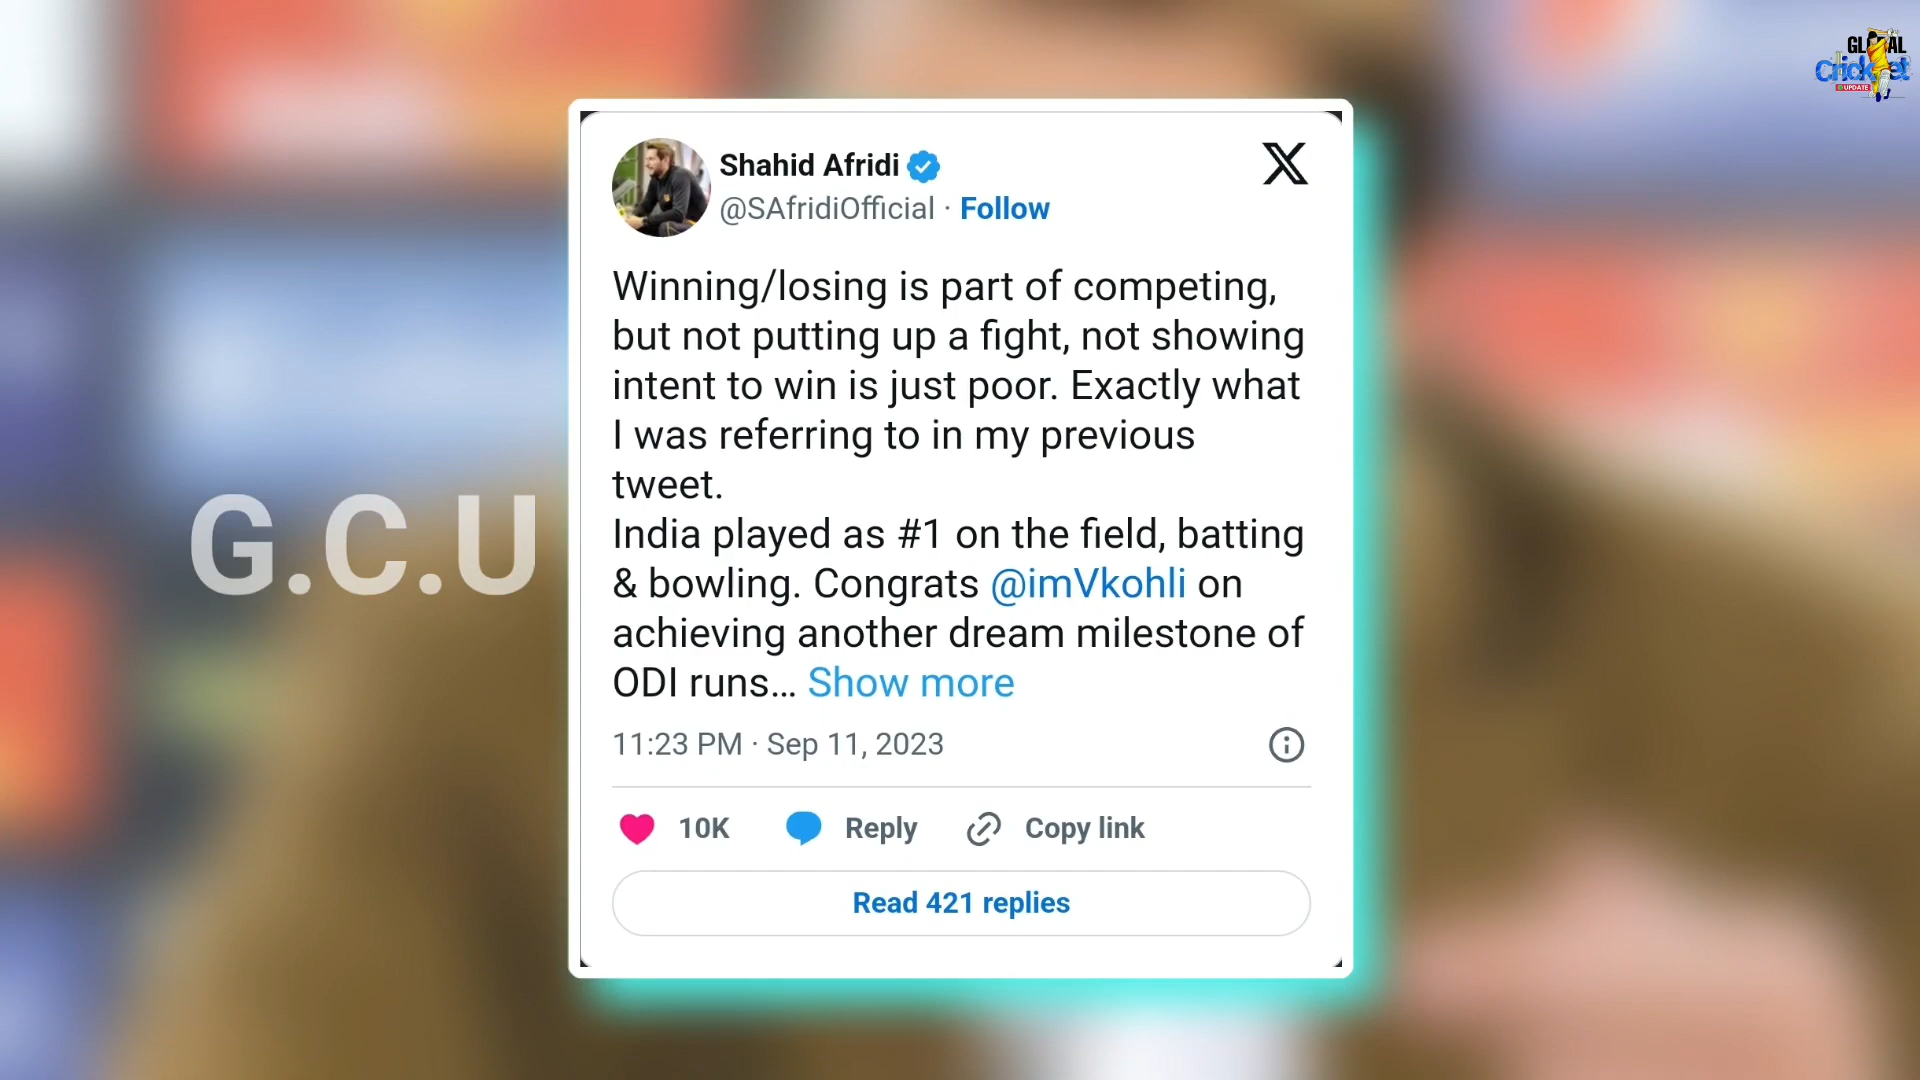 GLOBAL
Cricket
UPDATE
Shahid Afridi
@SAfridiOfficial · Follow
Winning/losing is part of competing,
but not putting up a fight, not showing
intent to win is just poor. Exactly what
I was referring to in my previous
tweet.
India played as #1 on the field, batting
& bowling. Congrats @imVkohli on
achieving another dream milestone of
ODI runs... Show more
11:23 PM · Sep 11, 2023
10K Reply Copy link
Read 421 replies
G.C.U